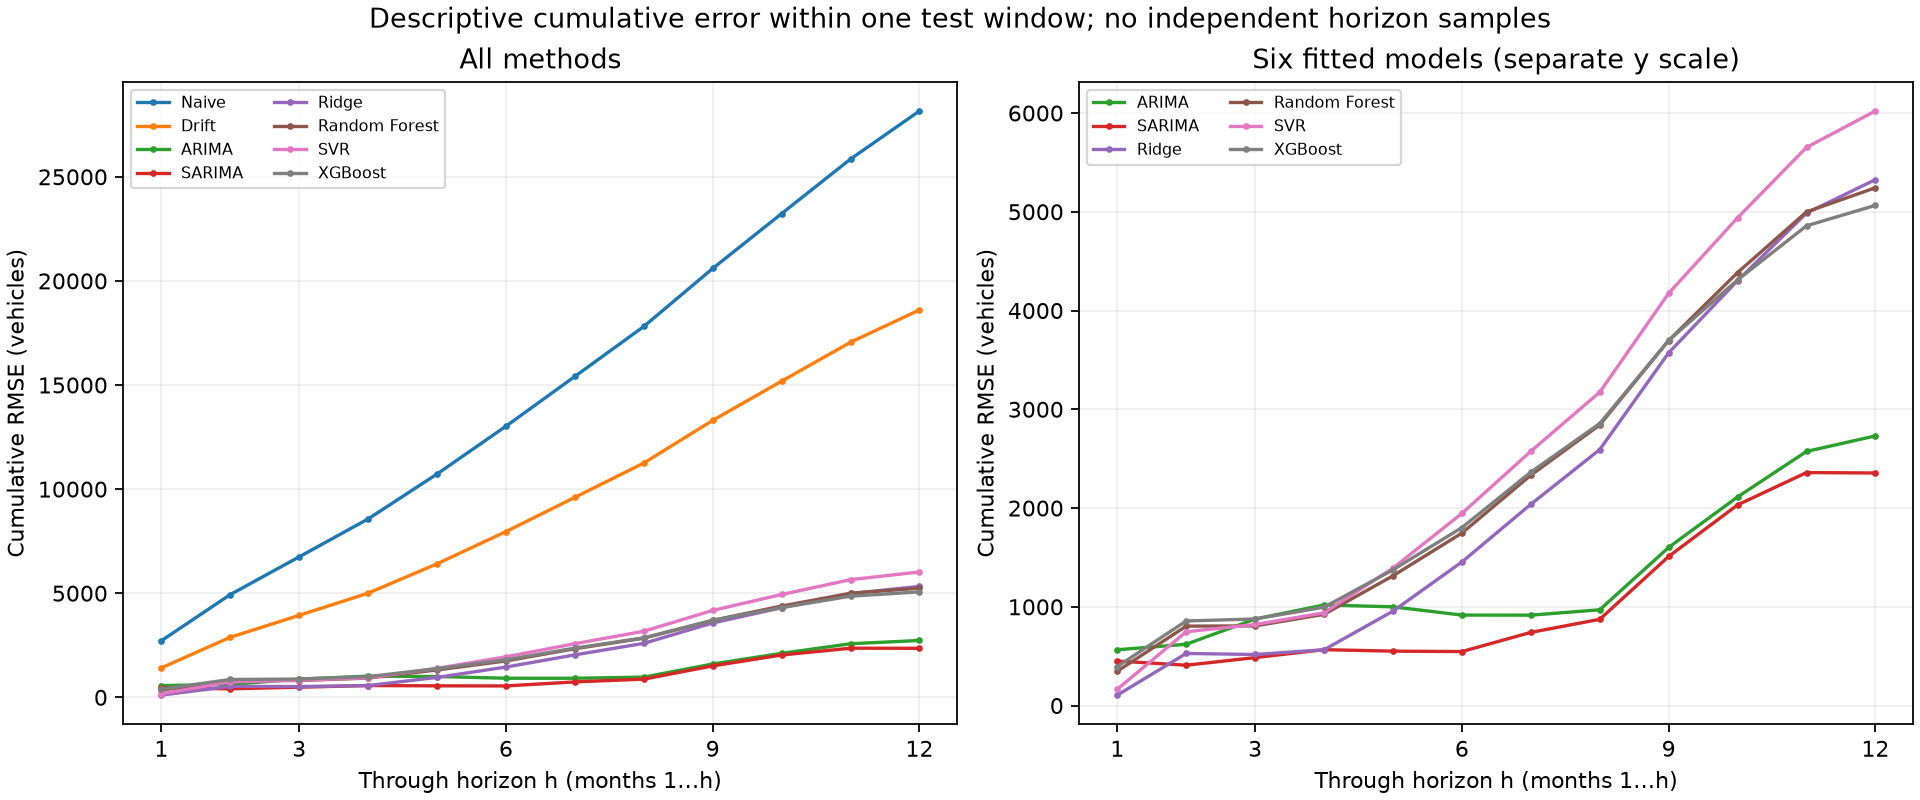 Descriptive cumulative error within one test window; no independent horizon samples
All methods
Naive
Drift
ARIMA
SARIMA
Ridge
Random Forest
SVR
XGBoost
25000
20000
15000
10000
5000
0
Cumulative RMSE (vehicles)
1
3
6
9
12
Through horizon h (months 1...h)
Six fitted models (separate y scale)
ARIMA
SARIMA
Ridge
Random Forest
SVR
XGBoost
6000
5000
4000
3000
2000
1000
0
Cumulative RMSE (vehicles)
1
3
6
9
12
Through horizon h (months 1...h)